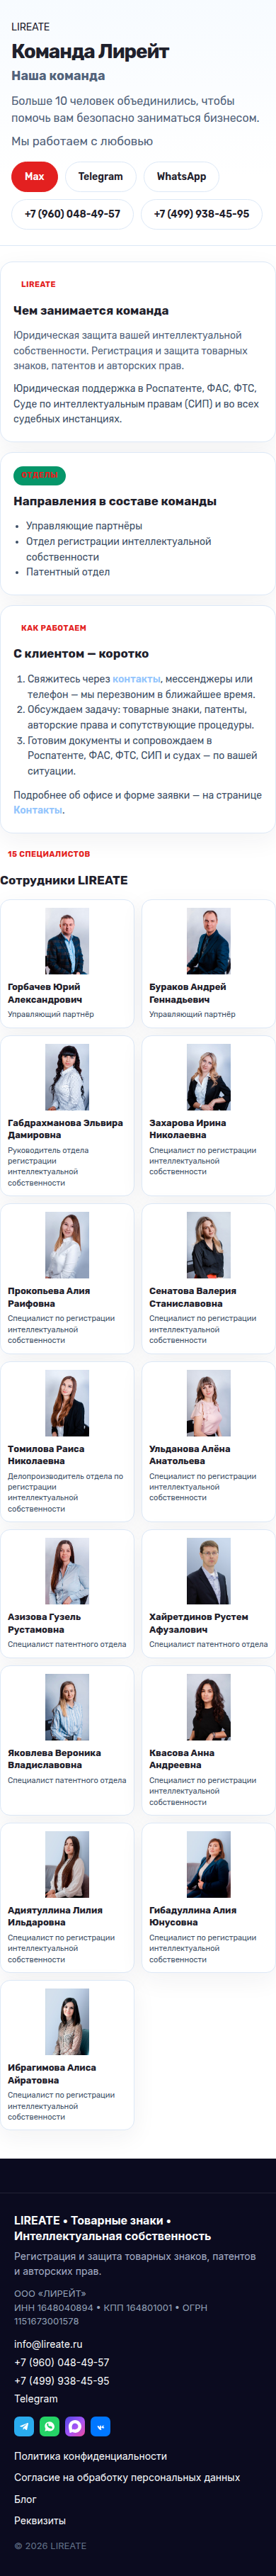 LIREATE
Команда Лирейт
Наша команда
Больше 10 человек объединились, чтобы
помочь вам безопасно заниматься бизнесом.
Мы работаем с любовью
Max
Telegram
WhatsApp
+7 (960) 048-49-57
+7 (499) 938-45-95
LIREATE
Чем занимается команда
Юридическая защита вашей интеллектуальной
собственности. Регистрация и защита товарных
знаков, патентов и авторских прав.
Юридическая поддержка в Роспатенте, ФАС, ФТС,
Суде по интеллектуальным правам (СИП) и во всех
судебных инстанциях.
ОТДЕЛЫ
Направления в составе команды
• Управляющие партнёры
• Отдел регистрации интеллектуальной
собственности
• Патентный отдел
КАК РАБОТАЕМ
С клиентом — коротко
1. Свяжитесь через контакты, мессенджеры или
телефон — мы перезвоним в ближайшее время.
2. Обсуждаем задачу: товарные знаки, патенты,
авторские права и сопутствующие процедуры.
3. Готовим документы и сопровождаем в
Роспатенте, ФАС, ФТС, СИП и судах — по вашей
ситуации.
Подробнее об офисе и форме заявки — на странице
Контакты.
15 СПЕЦИАЛИСТОВ
Сотрудники LIREATE
Горбачев Юрий
Александрович
Управляющий партнёр
Бураков Андрей
Геннадьевич
Управляющий партнёр
Габдрахманова Эльвира
Дамировна
Руководитель отдела
регистрации
интеллектуальной
собственности
Захарова Ирина
Николаевна
Специалист по регистрации
интеллектуальной
собственности
Прокопьева Алия
Раифовна
Специалист по регистрации
интеллектуальной
собственности
Сенатова Валерия
Станиславовна
Специалист по регистрации
интеллектуальной
собственности
Томилова Раиса
Николаевна
Делопроизводитель отдела по
регистрации
интеллектуальной
собственности
Ульданова Алёна
Анатольева
Специалист по регистрации
интеллектуальной
собственности
Азизова Гузель
Рустамовна
Специалист патентного отдела
Хайретдинов Рустем
Афузалович
Специалист патентного отдела
Яковлева Вероника
Владиславовна
Специалист патентного отдела
Квасова Анна
Андреевна
Специалист по регистрации
интеллектуальной
собственности
Адиятуллина Лилия
Ильдаровна
Специалист по регистрации
интеллектуальной
собственности
Гибадуллина Алия
Юнусовна
Специалист по регистрации
интеллектуальной
собственности
Ибрагимова Алиса
Айратовна
Специалист по регистрации
интеллектуальной
собственности
LIREATE • Товарные знаки •
Интеллектуальная собственность
Регистрация и защита товарных знаков, патентов
и авторских прав.
ООО «ЛИРЕЙТ»
ИНН 1648040894 • КПП 164801001 • ОГРН
1151673001578
info@lireate.ru
+7 (960) 048-49-57
+7 (499) 938-45-95
Telegram
Политика конфиденциальности
Согласие на обработку персональных данных
Блог
Реквизиты
© 2026 LIREATE